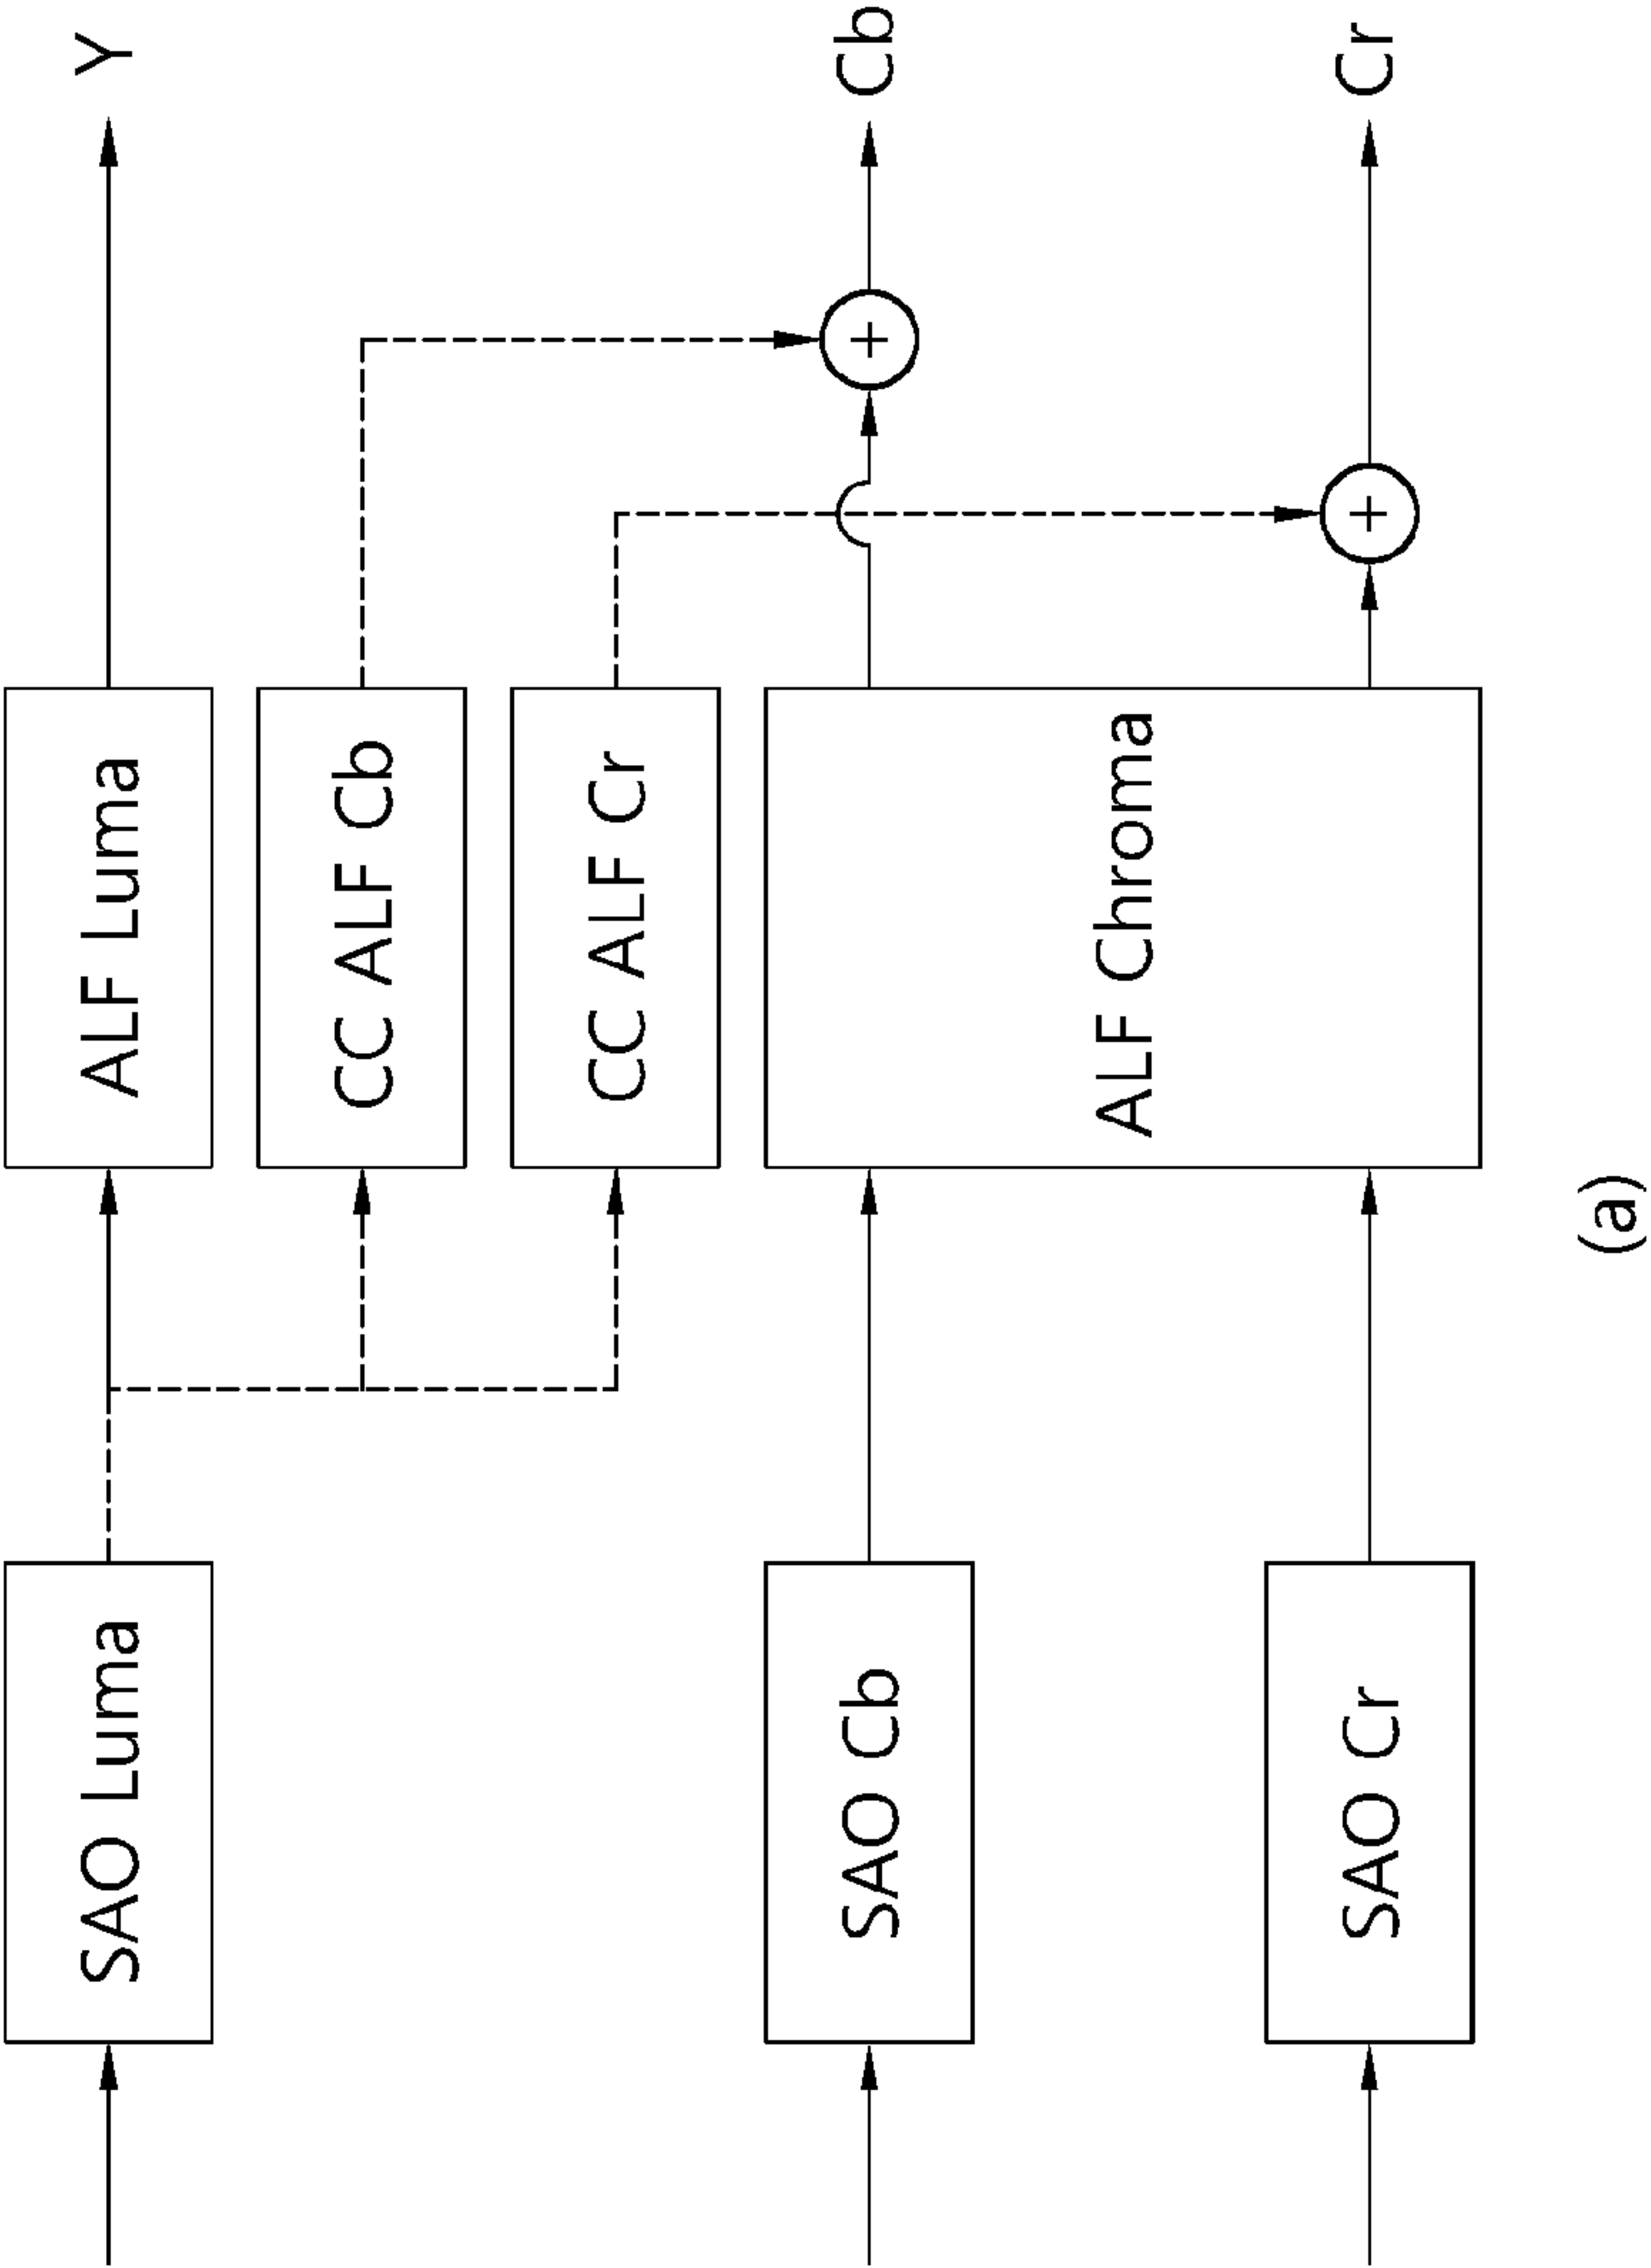 SAO Luma
ALF Luma
Y
CC ALF Cb
CC ALF Cr
SAO Cb
ALF Chroma
+
Cb
SAO Cr
+
Cr
(a)